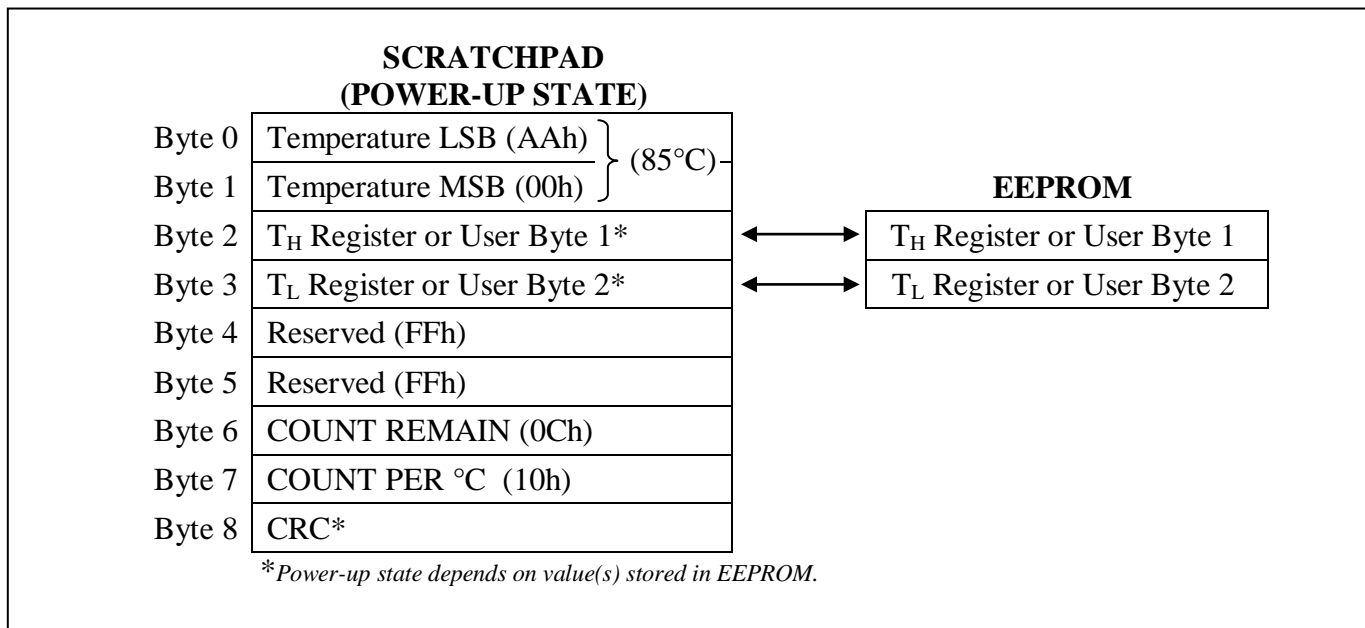 SCRATCHPAD
(POWER-UP STATE)
Byte 0 Temperature LSB (AAh)
(85°C)
Byte 1 Temperature MSB (00h)
EEPROM
Byte 2 TH Register or User Byte 1* TH Register or User Byte 1
Byte 3 TL Register or User Byte 2* TL Register or User Byte 2
Byte 4 Reserved (FFh)
Byte 5 Reserved (FFh)
Byte 6 COUNT REMAIN (0Ch)
Byte 7 COUNT PER °C (10h)
Byte 8 CRC*
*Power-up state depends on value(s) stored in EEPROM.